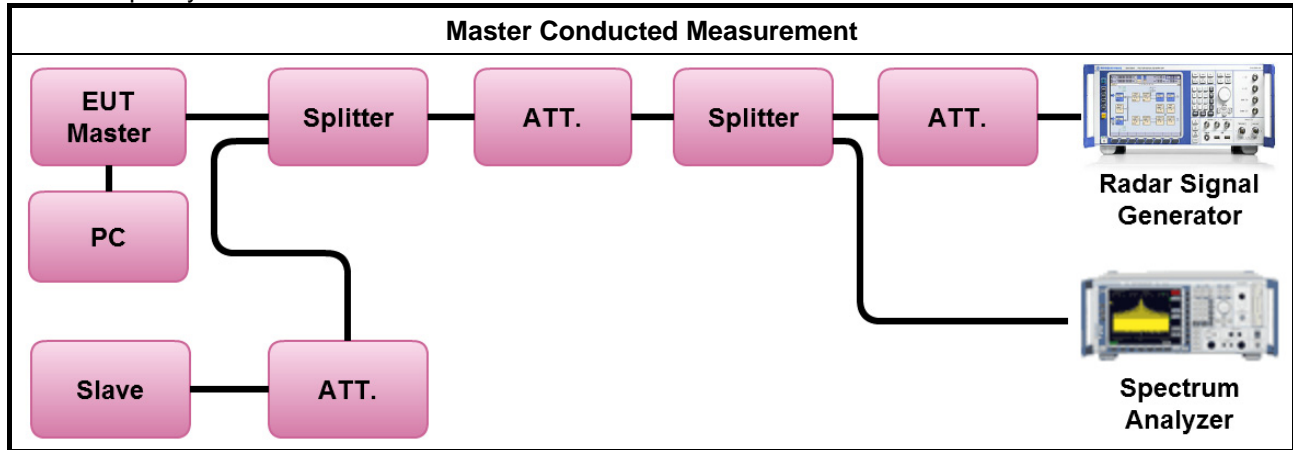 Master Conducted Measurement
EUT
Master
Splitter
ATT.
Splitter
ATT.
Radar Signal
Generator
PC
Slave
ATT.
Spectrum
Analyzer